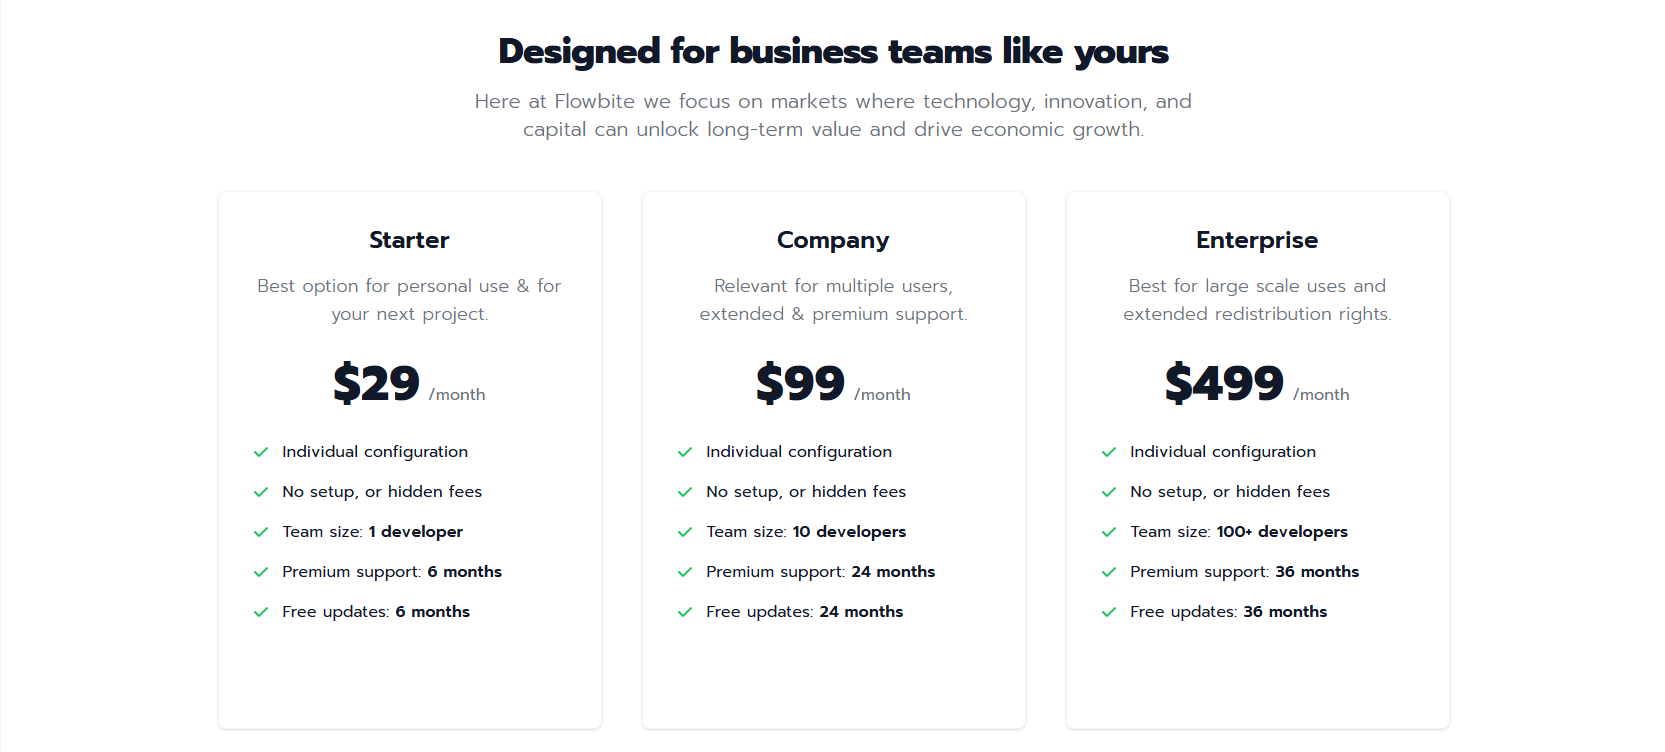 Designed for business teams like yours
Here at Flowbite we focus on markets where technology, innovation, and
capital can unlock long-term value and drive economic growth.
Starter
Best option for personal use & for
your next project.
$29 /month
Individual configuration
No setup, or hidden fees
Team size: 1 developer
Premium support: 6 months
Free updates: 6 months
Company
Relevant for multiple users,
extended & premium support.
$99 /month
Individual configuration
No setup, or hidden fees
Team size: 10 developers
Premium support: 24 months
Free updates: 24 months
Enterprise
Best for large scale uses and
extended redistribution rights.
$499 /month
Individual configuration
No setup, or hidden fees
Team size: 100+ developers
Premium support: 36 months
Free updates: 36 months